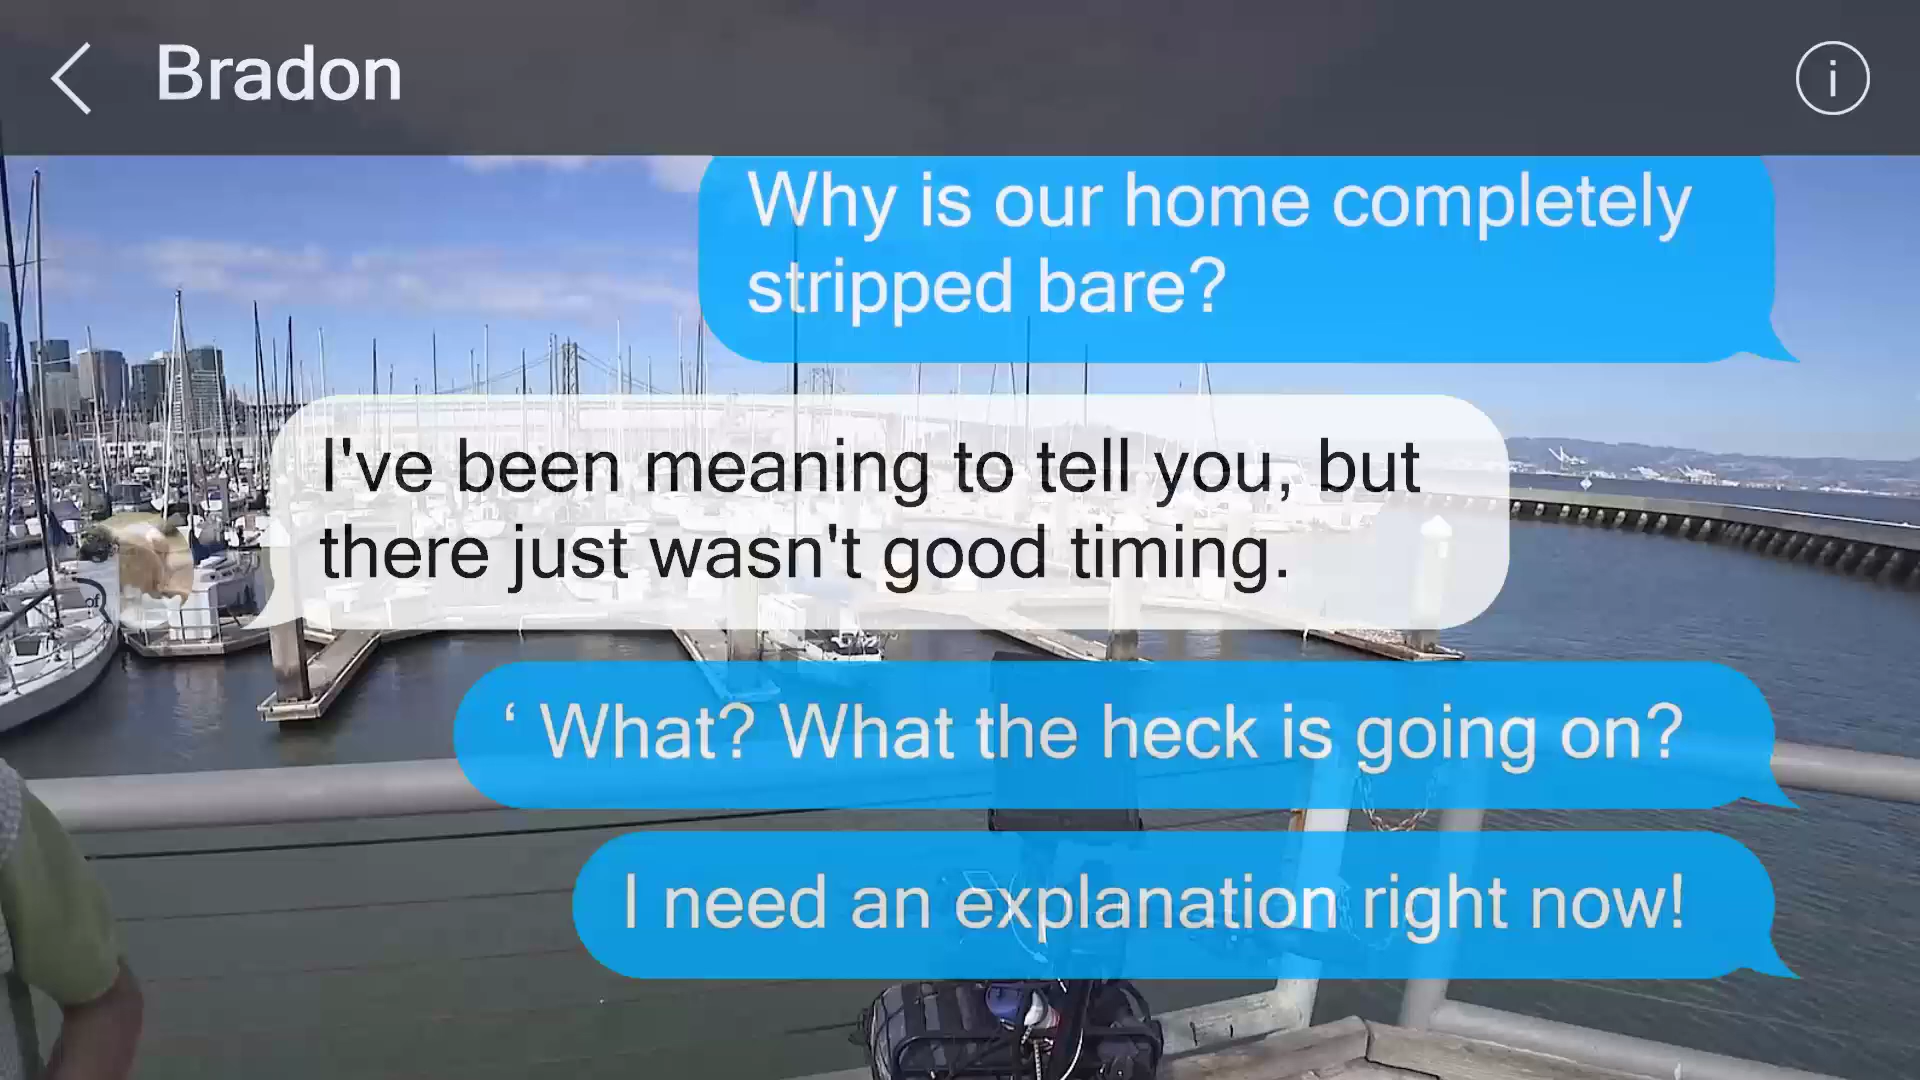 Bradon
Why is our home completely
stripped bare?
I've been meaning to tell you, but
there just wasn't good timing.
‘ What? What the heck is going on?
I need an explanation right now!
of